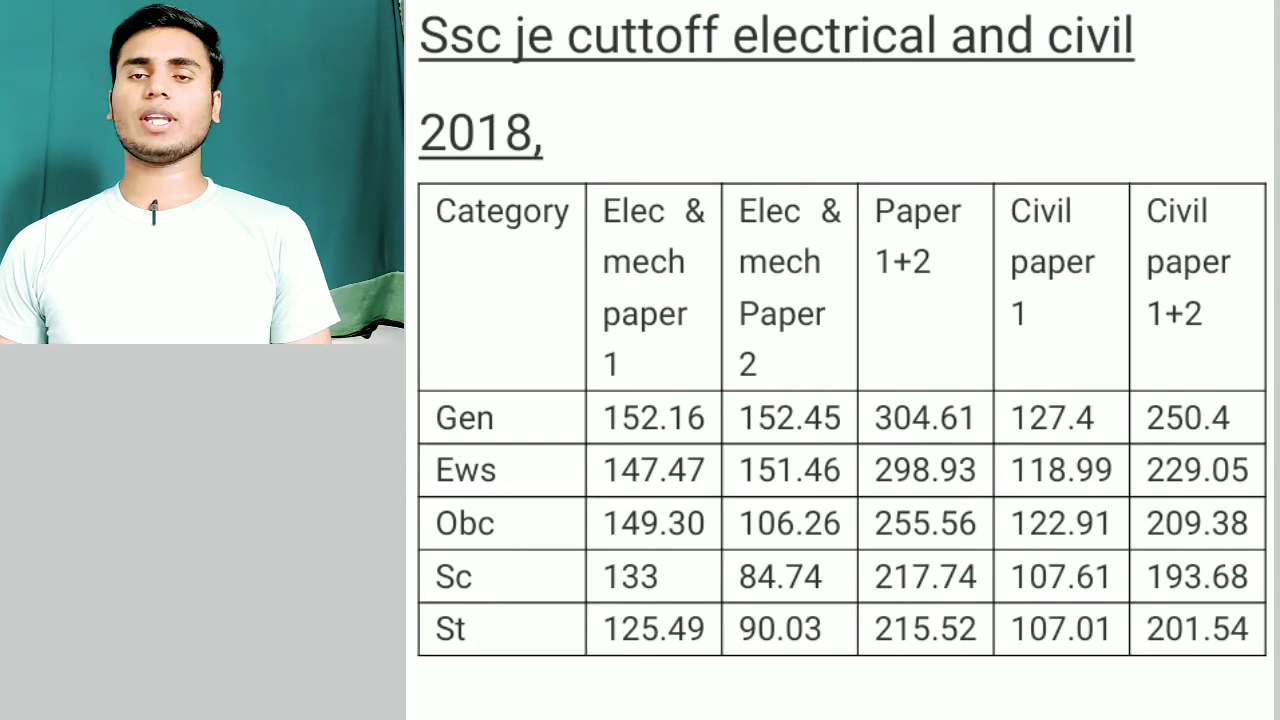 Ssc je cuttoff electrical and civil
2018,
Category Elec & mech paper 1 Elec & mech Paper 2 Paper 1+2 Civil paper 1 Civil paper 1+2
Gen 152.16 152.45 304.61 127.4 250.4
Ews 147.47 151.46 298.93 118.99 229.05
Obc 149.30 106.26 255.56 122.91 209.38
Sc 133 84.74 217.74 107.61 193.68
St 125.49 90.03 215.52 107.01 201.54